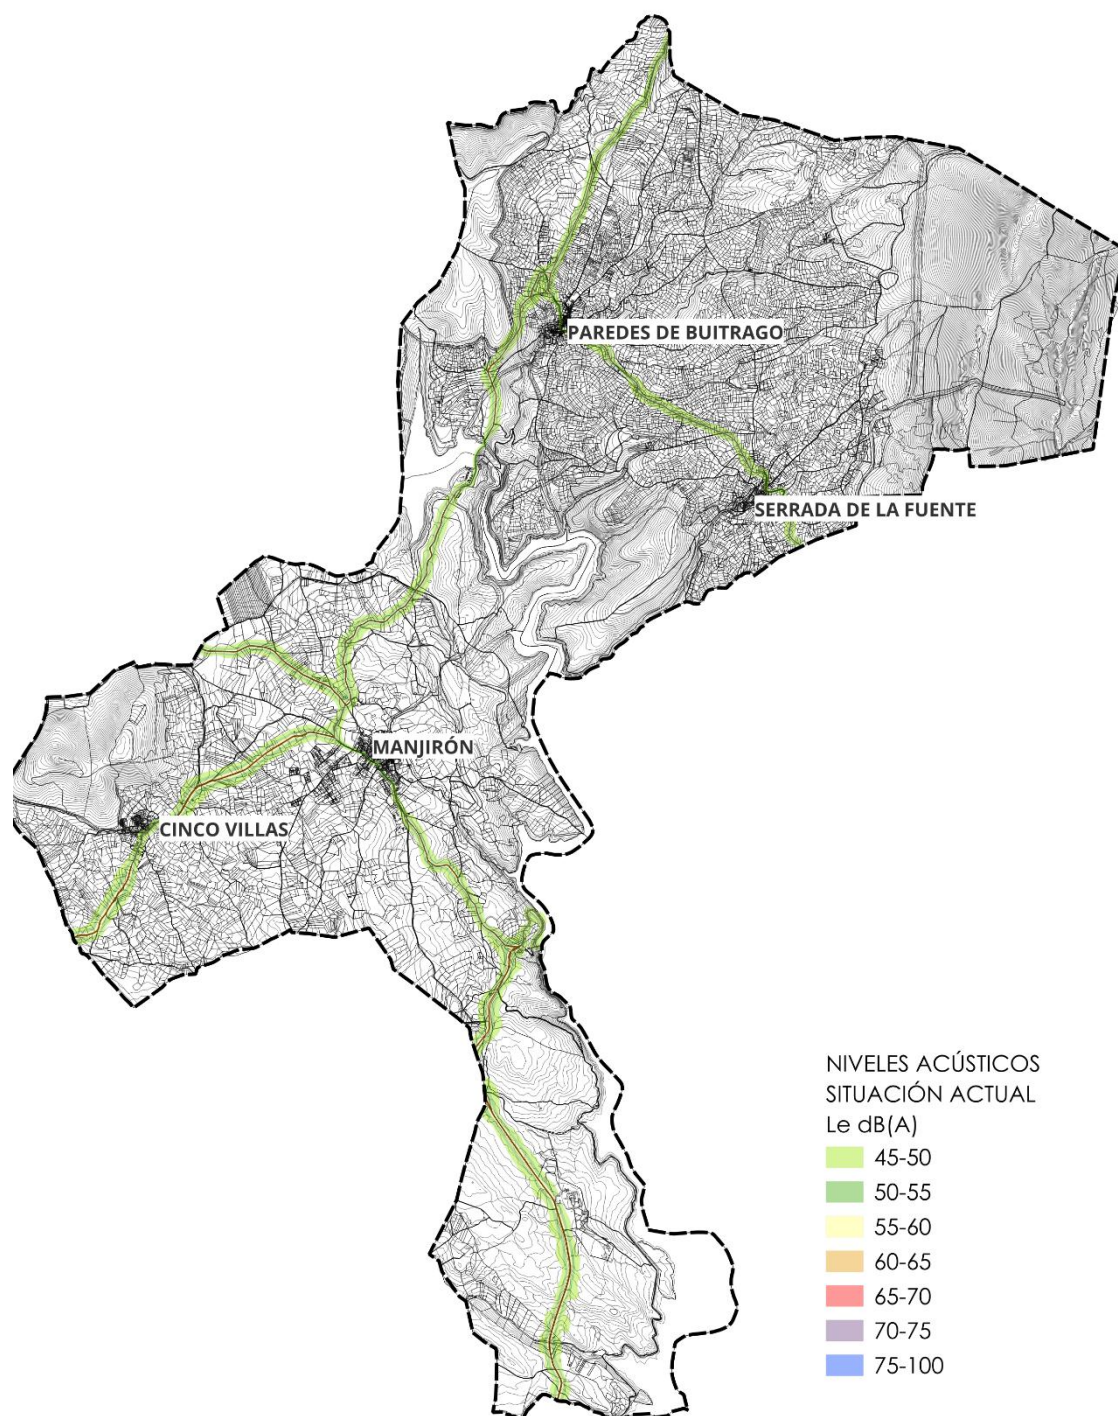 PAREDES DE BUITRAGO
SERRADA DE LA FUENTE
MANJIRÓN
CINCO VILLAS
NIVELES ACÚSTICOS
SITUACIÓN ACTUAL
Le dB(A)
45-50
50-55
55-60
60-65
65-70
70-75
75-100